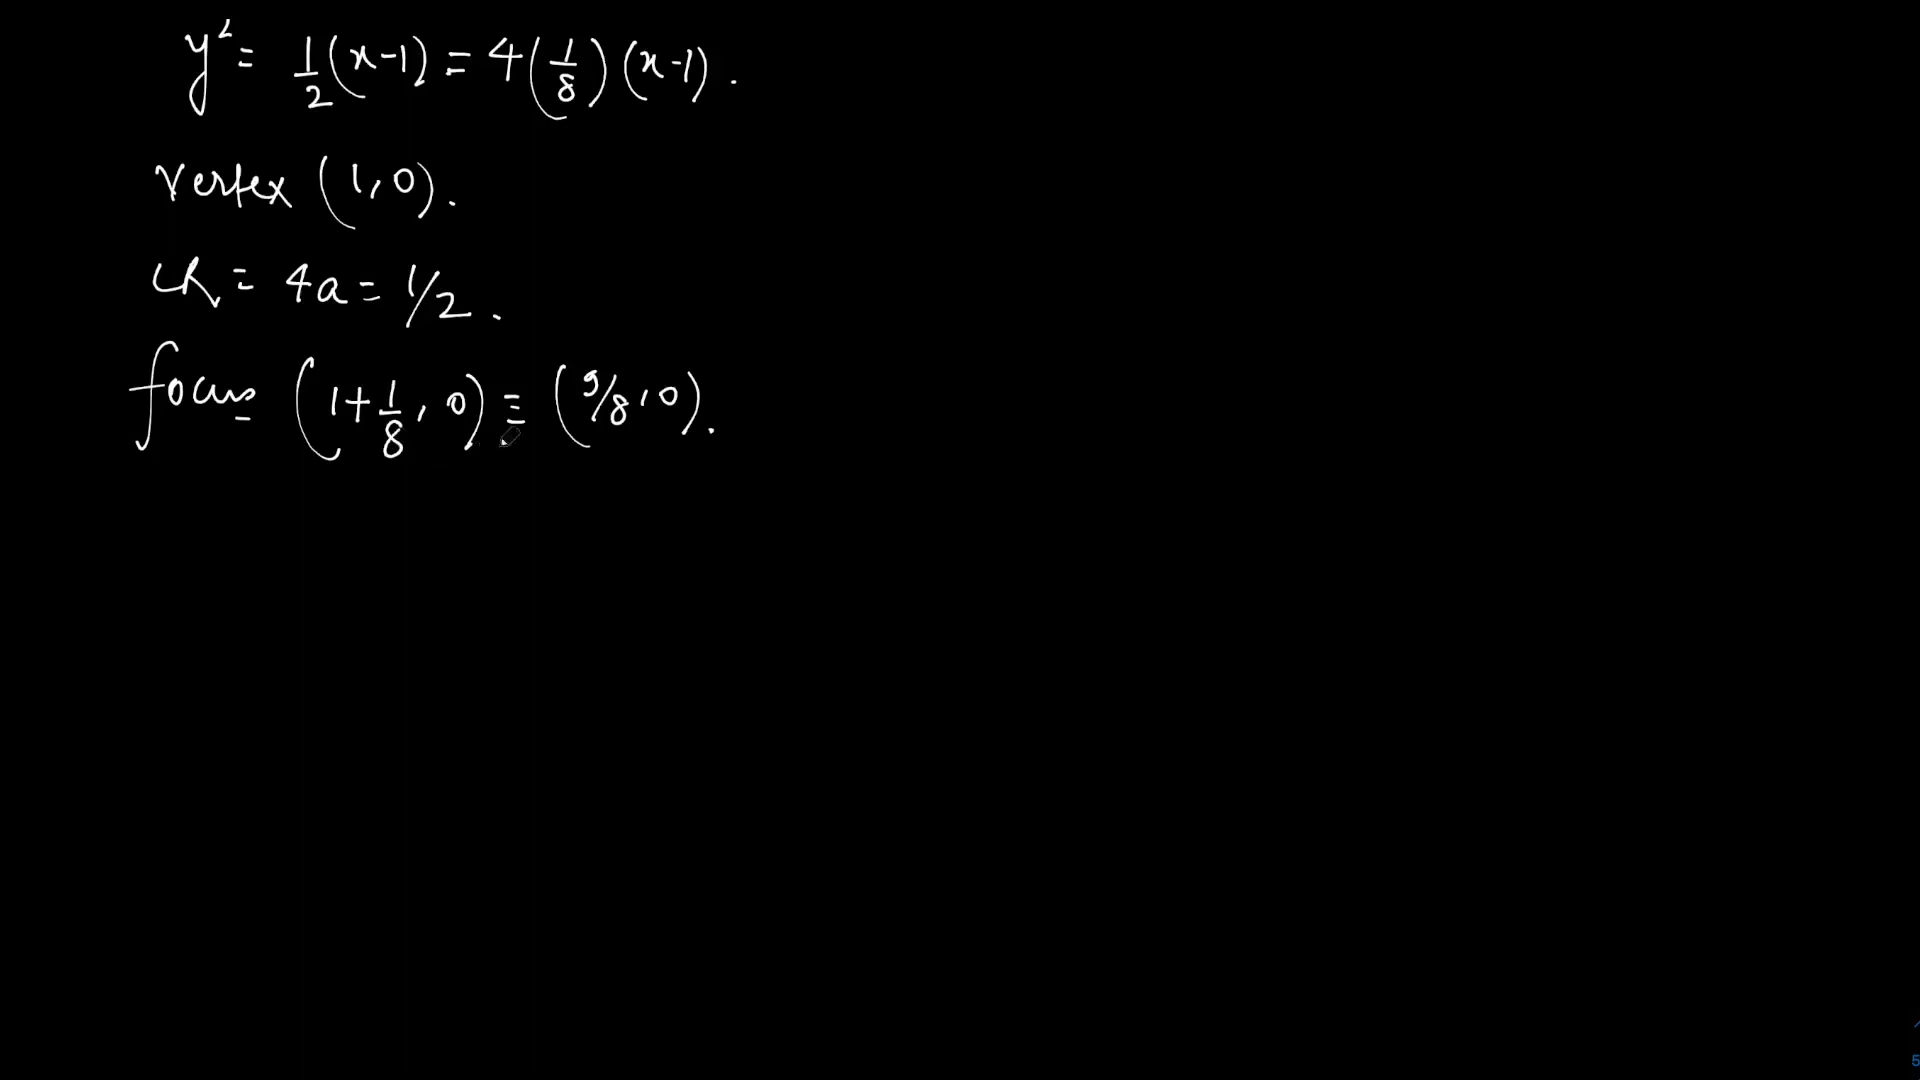 y² = 1/2 (x-1) = 4(1/8)(x-1).
Vertex (1,0).
LR = 4a = 1/2.
focus (1+1/8, 0) ≡ (9/8, 0).
5